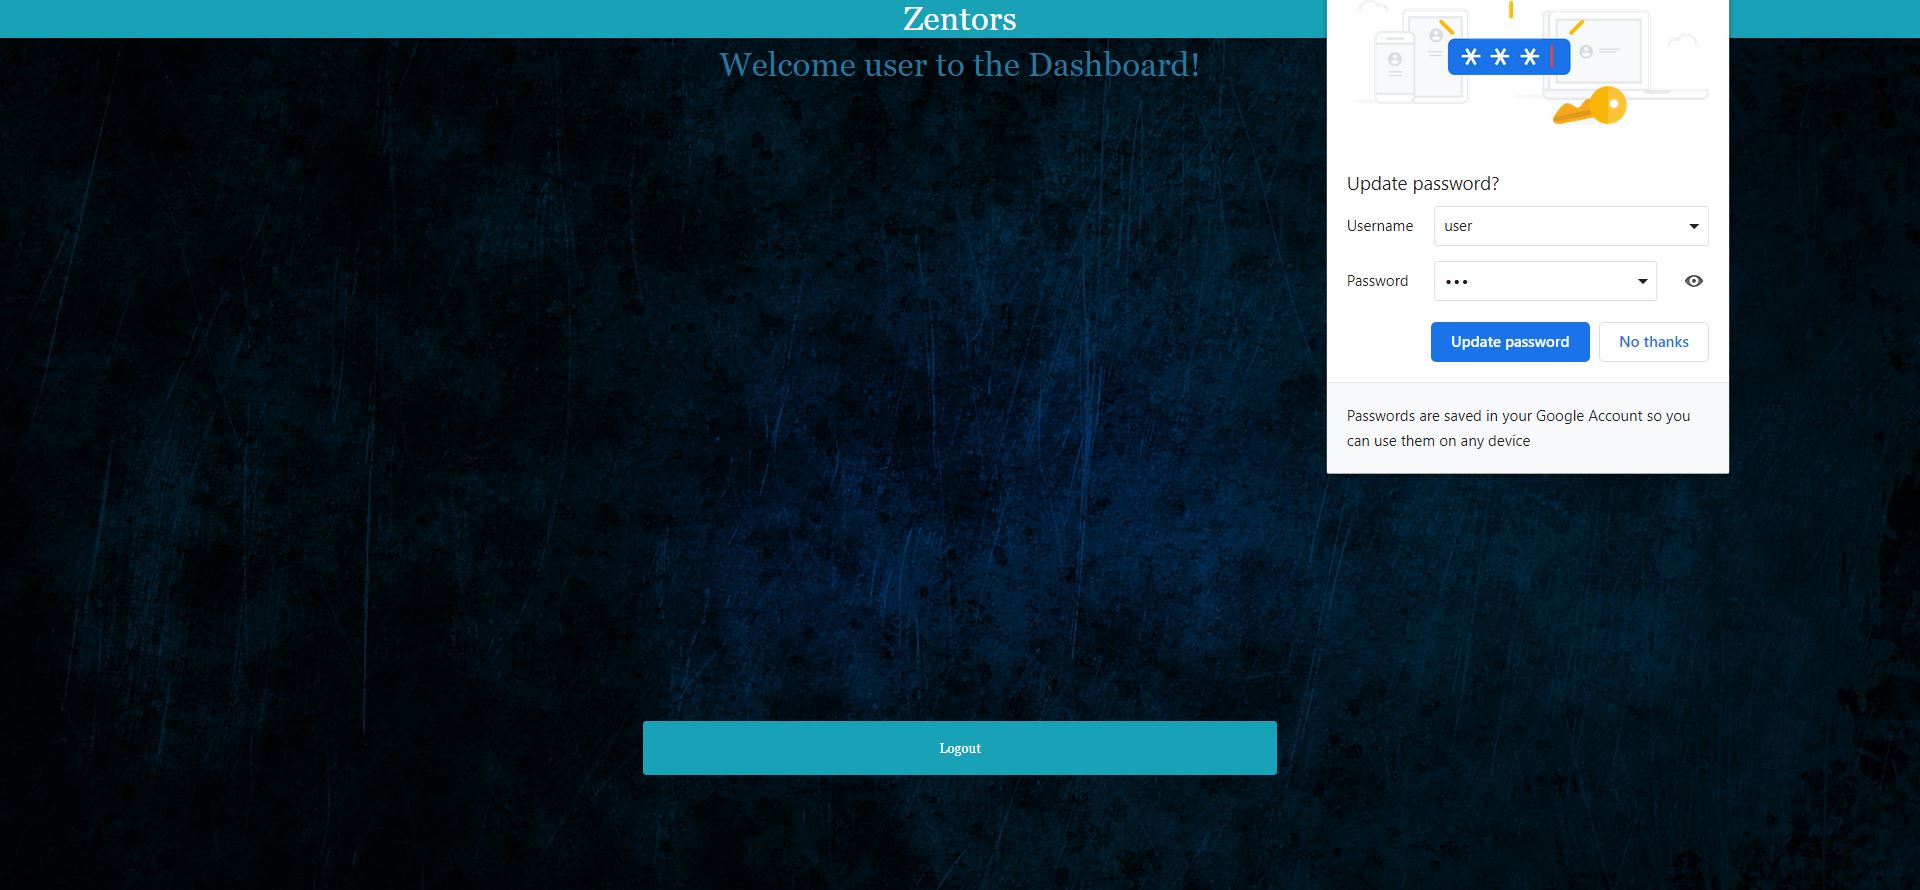 Zentors
Welcome user to the Dashboard!
* * *
Update password?
Username user
Password •••
Update password No thanks
Passwords are saved in your Google Account so you
can use them on any device
Logout